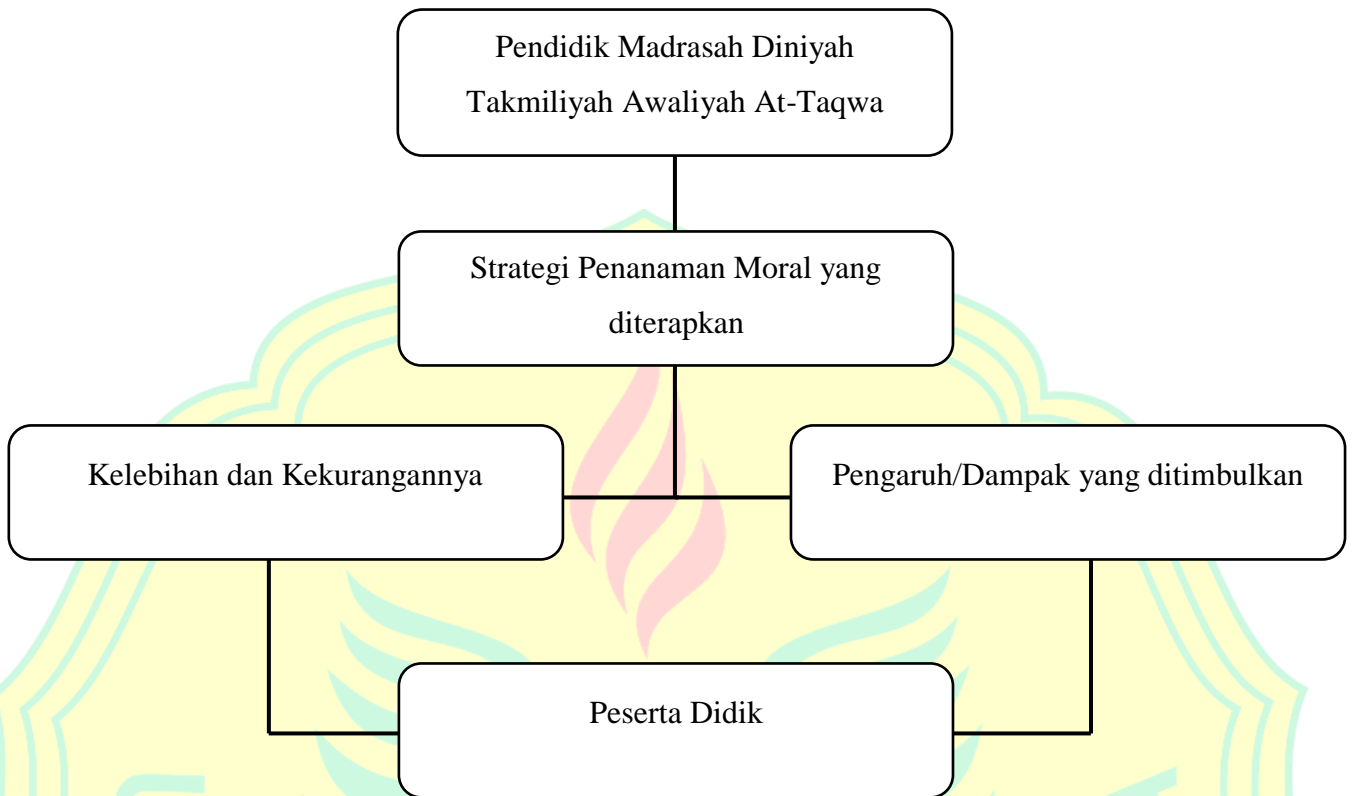 Pendidik Madrasah Diniyah
Takmiliyah Awaliyah At-Taqwa
Strategi Penanaman Moral yang
diterapkan
Kelebihan dan Kekurangannya
Pengaruh/Dampak yang ditimbulkan
Peserta Didik